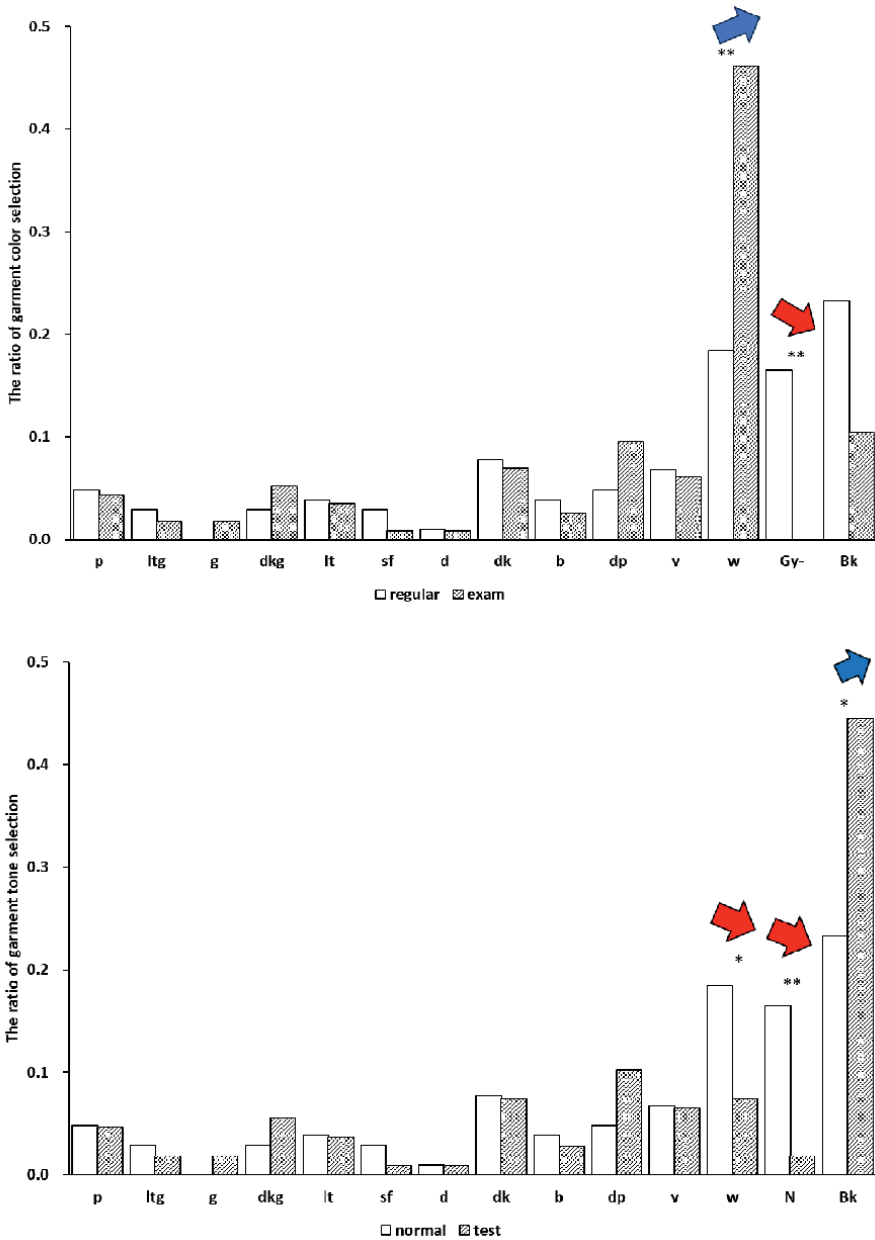 The ratio of garment color selection
0.5
**
0.4
0.3
0.2
**
0.1
0.0
p ltg g dkg lt sf d dk b dp v w Gy- Bk
regular exam
The ratio of garment tone selection
0.5
*
0.4
0.3
0.2
* **
0.1
0.0
p ltg g dkg lt sf d dk b dp v w N Bk
normal test